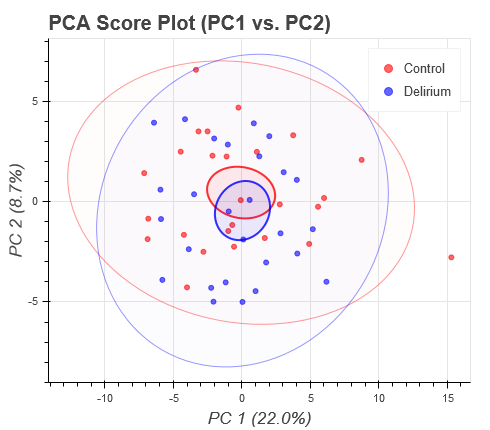 PCA Score Plot (PC1 vs. PC2)
Control
Delirium
5
0
-5
PC 2 (8.7%)
-10
-5
0
5
10
15
PC 1 (22.0%)